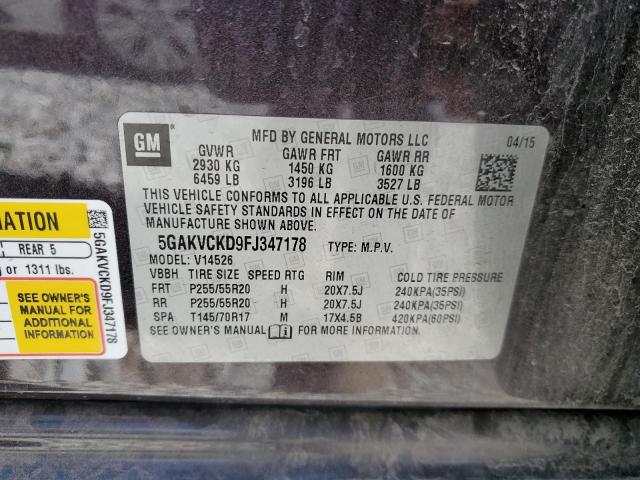 GM
MFD BY GENERAL MOTORS LLC 04/15
GVWR GAWR FRT GAWR RR
2930 KG 1450 KG 1600 KG
6459 LB 3196 LB 3527 LB
THIS VEHICLE CONFORMS TO ALL APPLICABLE U.S. FEDERAL MOTOR
VEHICLE SAFETY STANDARDS IN EFFECT ON THE DATE OF
MANUFACTURE SHOWN ABOVE.
5GAKVCKD9FJ347178 TYPE: M.P.V.
MODEL: V14526
VBBH TIRE SIZE SPEED RTG RIM COLD TIRE PRESSURE
FRT P255/55R20 H 20X7.5J 240KPA(35PSI)
RR P255/55R20 H 20X7.5J 240KPA(35PSI)
SPA T145/70R17 M 17X4.5B 420KPA(60PSI)
SEE OWNER'S MANUAL FOR MORE INFORMATION.
REAR 5
or 1311 lbs.
SEE OWNER'S
MANUAL FOR
ADDITIONAL
INFORMATION
5GAKVCKD9FJ347178